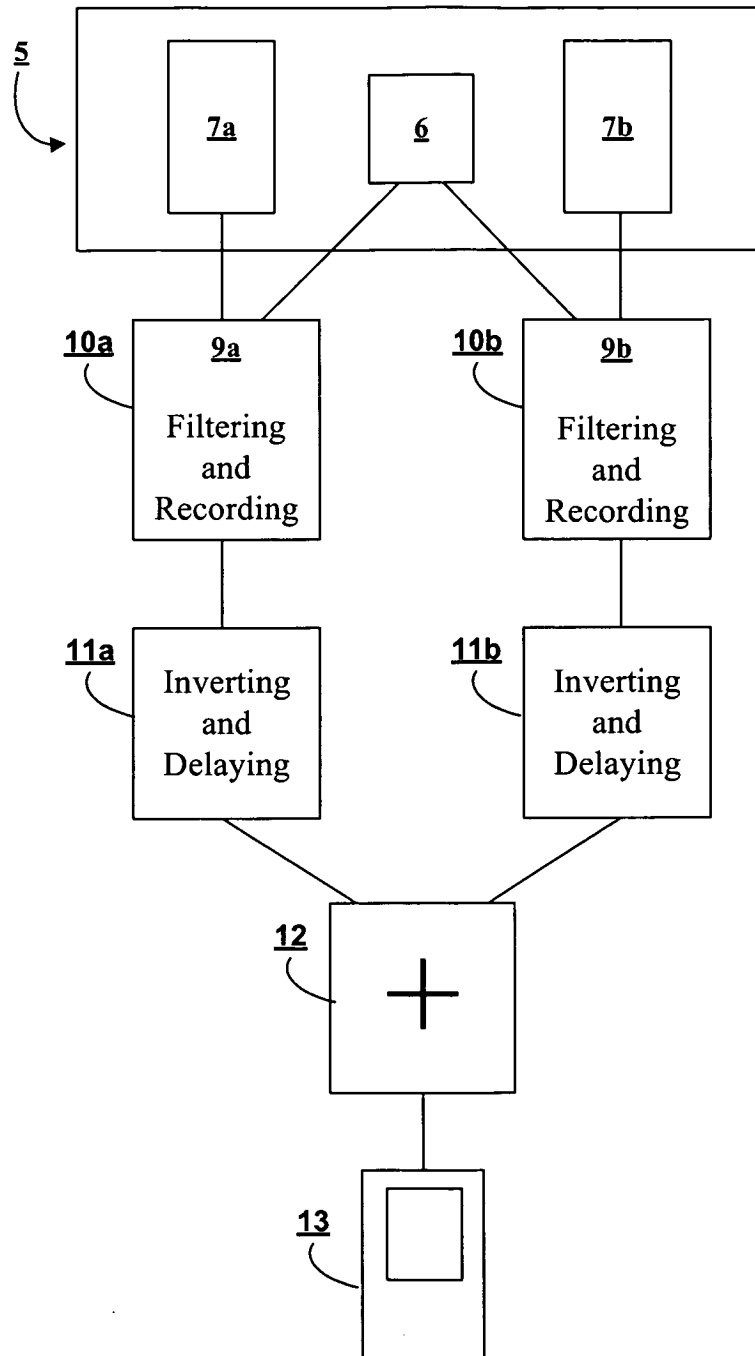 5
7a
6
7b
10a
9a
Filtering
and
Recording
10b
9b
Filtering
and
Recording
11a
Inverting
and
Delaying
11b
Inverting
and
Delaying
12
+
13